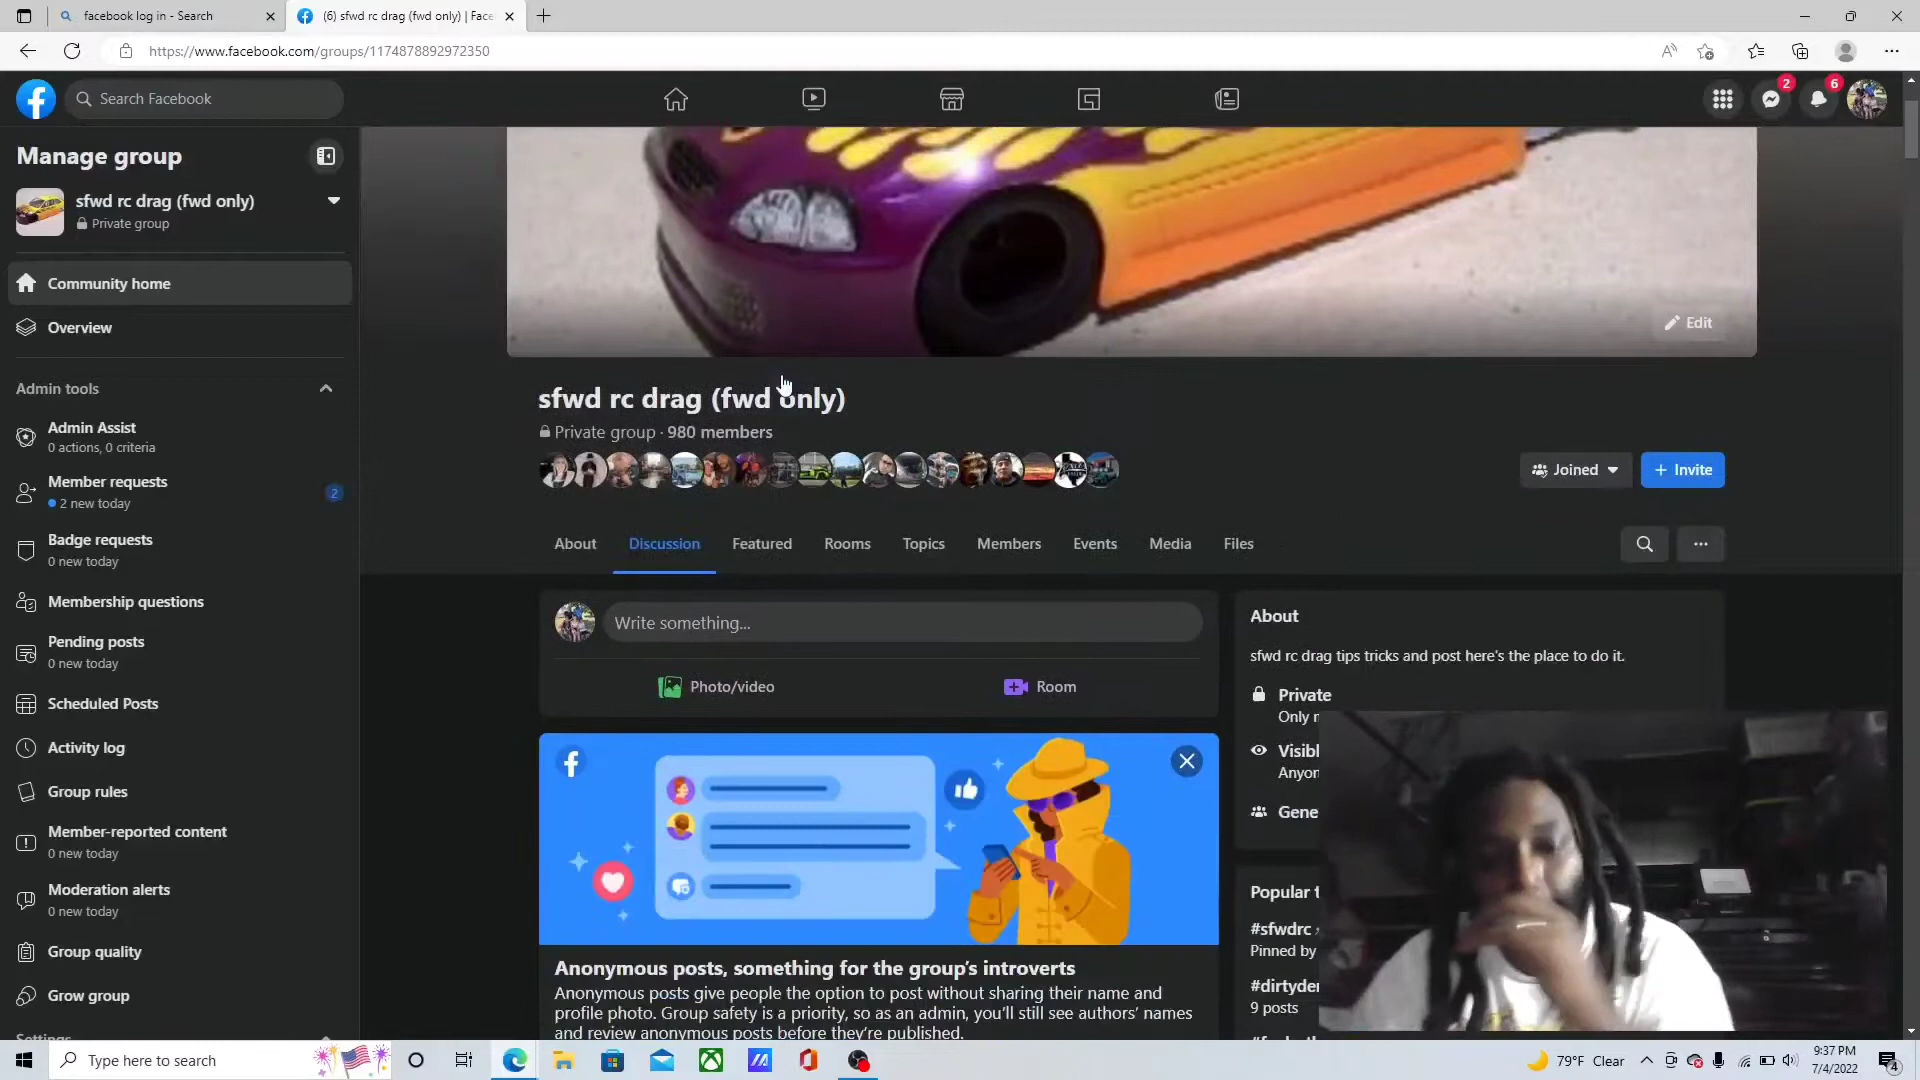 facebook log in - Search
(6) sfwd rc drag (fwd only) | Face
https://www.facebook.com/groups/1174878892972350
Search Facebook
2
6
Manage group
sfwd rc drag (fwd only)
Private group
Community home
Overview
Admin tools
Admin Assist
0 actions, 0 criteria
Member requests
2 new today
2
Badge requests
0 new today
Membership questions
Pending posts
0 new today
Scheduled Posts
Activity log
Group rules
Member-reported content
0 new today
Moderation alerts
0 new today
Group quality
Grow group
Settings
Edit
sfwd rc drag (fwd only)
Private group · 980 members
Joined
+ Invite
About Discussion Featured Rooms Topics Members Events Media Files
Write something...
Photo/video
Room
Anonymous posts, something for the group's introverts
Anonymous posts give people the option to post without sharing their name and
profile photo. Group safety is a priority, so as an admin, you'll still see authors' names
and review anonymous posts before they're published.
About
sfwd rc drag tips tricks and post here's the place to do it.
Private
Only
Visibl
Anyon
Gene
Popular t
#sfwdrc
Pinned by
#dirtyder
9 posts
Type here to search
79°F Clear
9:37 PM
7/4/2022
4